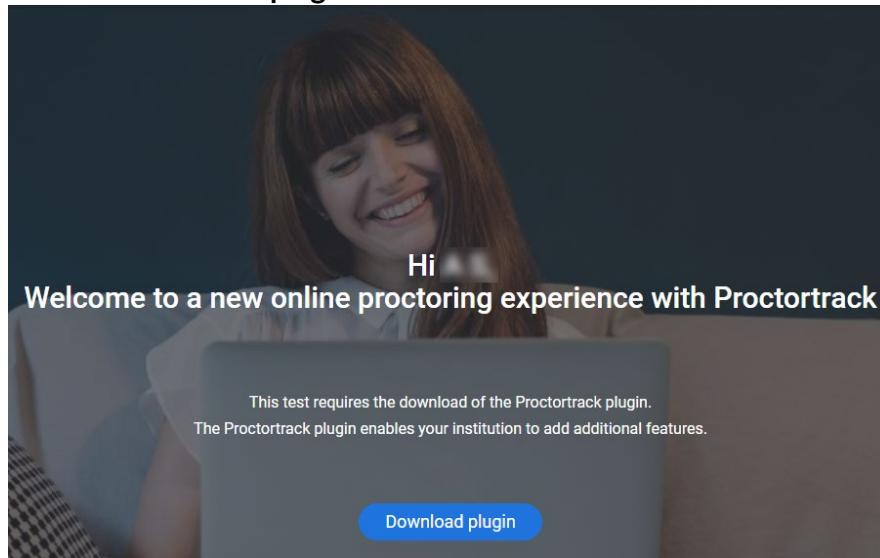 Hi
Welcome to a new online proctoring experience with Proctortrack
This test requires the download of the Proctortrack plugin.
The Proctortrack plugin enables your institution to add additional features.
Download plugin